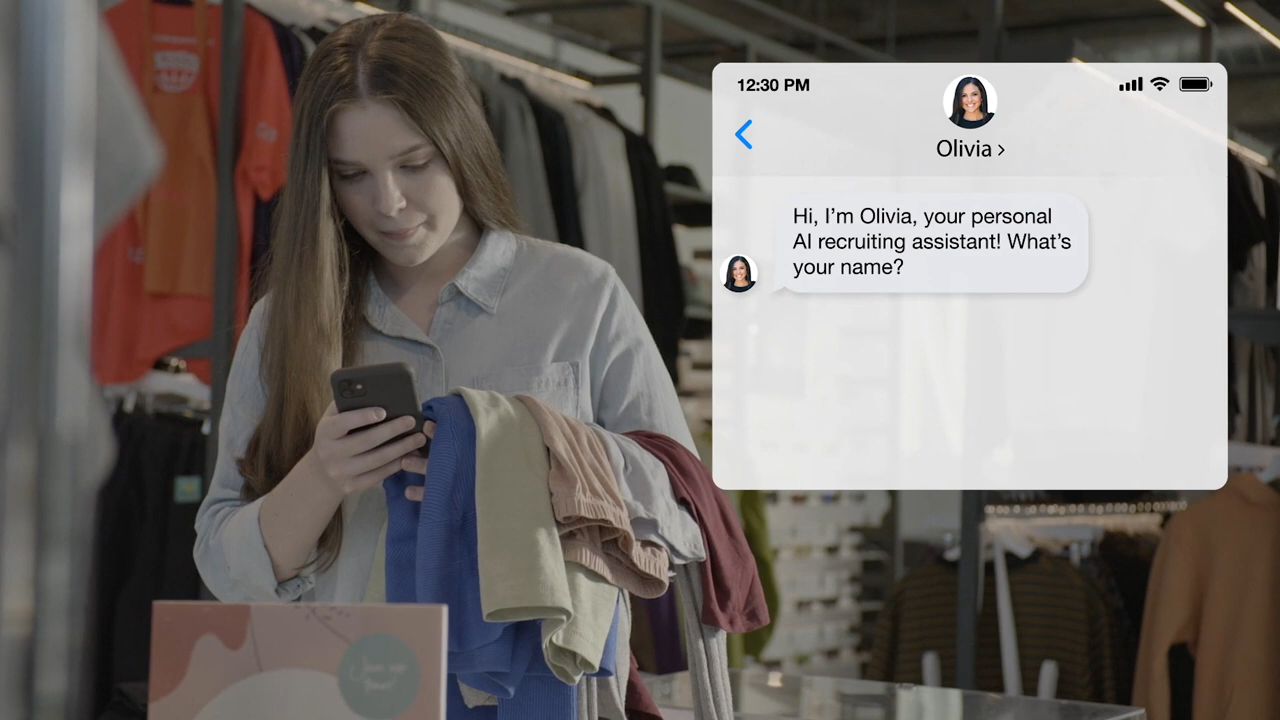 12:30 PM
Olivia ›
Hi, I’m Olivia, your personal
AI recruiting assistant! What’s
your name?